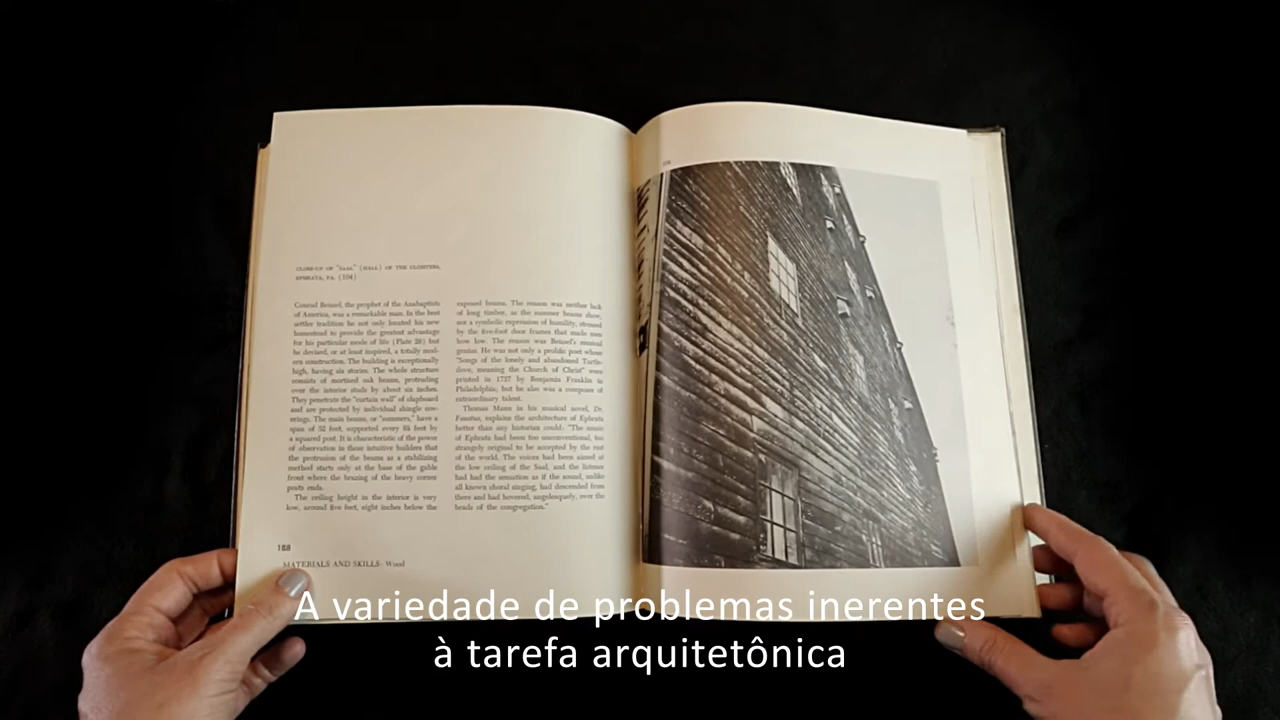 CLOSE-UP OF "SAAL" (HALL) OF THE CLOISTERS,
EPHRATA, PA. (104)
Conrad Beissel, the prophet of the Anabaptists
of America, was a remarkable man. In the best
settler tradition he not only located his new
homestead to provide the greatest advantage
for his particular mode of life (Plate 28) but
he devised, or at least inspired, a totally mod-
ern construction. The building is exceptionally
high, having six stories. The whole structure
consists of mortised oak beams, protruding
over the interior studs by about six inches.
They penetrate the "curtain wall" of clapboard
and are protected by individual shingle cov-
erings. The main beams, or "summers," have a
span of 32 feet, supported every 8½ feet by
a squared post. It is characteristic of the power
of observation in these intuitive builders that
the protrusion of the beams as a stabilizing
method starts only at the base of the gable
front where the brazing of the heavy corner
posts ends.
The ceiling height in the interior is very
low, around five feet, eight inches below the
exposed beams. The reason was neither lack
of long timber, as the summer beams show,
nor a symbolic expression of humility, stressed
by the five-foot door frames that made men
bow low. The reason was Beissel's musical
genius. He was not only a prolific poet whose
"Songs of the lonely and abandoned Turtle-
dove, meaning the Church of Christ" were
printed in 1727 by Benjamin Franklin in
Philadelphia; but he also was a composer of
extraordinary talent.
Thomas Mann in his musical novel, Dr.
Faustus, explains the architecture of Ephrata
better than any historian could: "The music
of Ephrata had been too unconventional, too
strangely original to be accepted by the rest
of the world. The voices had been aimed at
the low ceiling of the Saal, and the listener
had had the sensation as if the sound, unlike
all known choral singing, had descended from
there and had hovered, angelesquely, over the
heads of the congregation."
188
MATERIALS AND SKILLS: Wood
104
A variedade de problemas inerentes
à tarefa arquitetônica